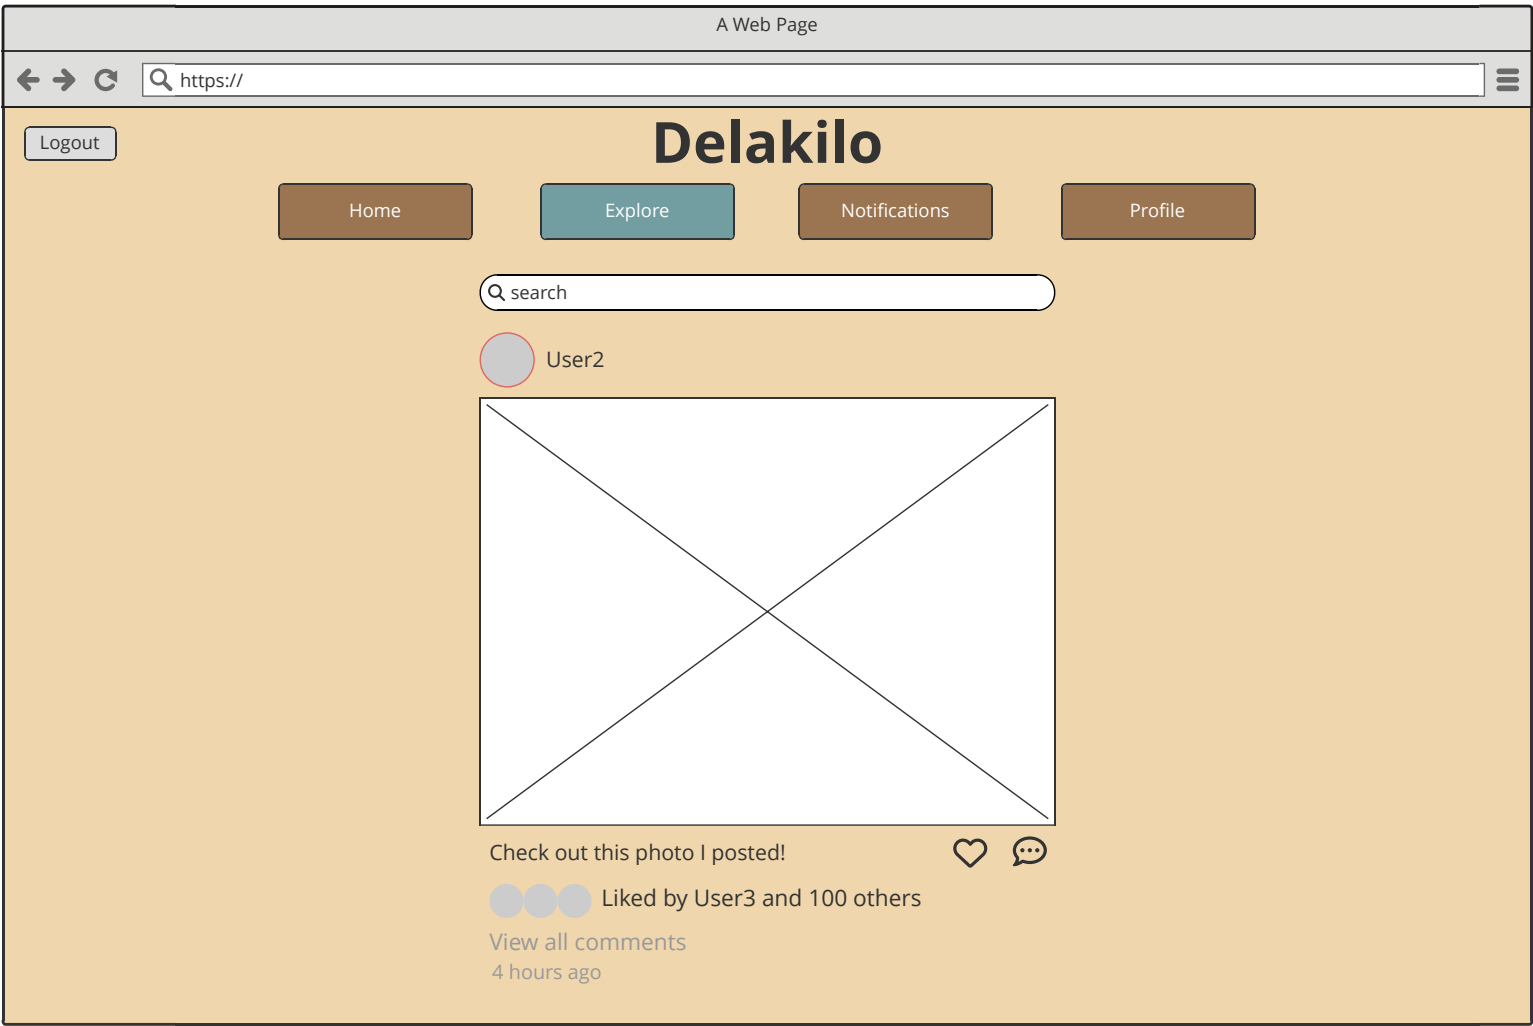 A Web Page
https://
Logout
Delakilo
Home
Explore
Notifications
Profile
search
User2
Check out this photo I posted!
Liked by User3 and 100 others
View all comments
4 hours ago